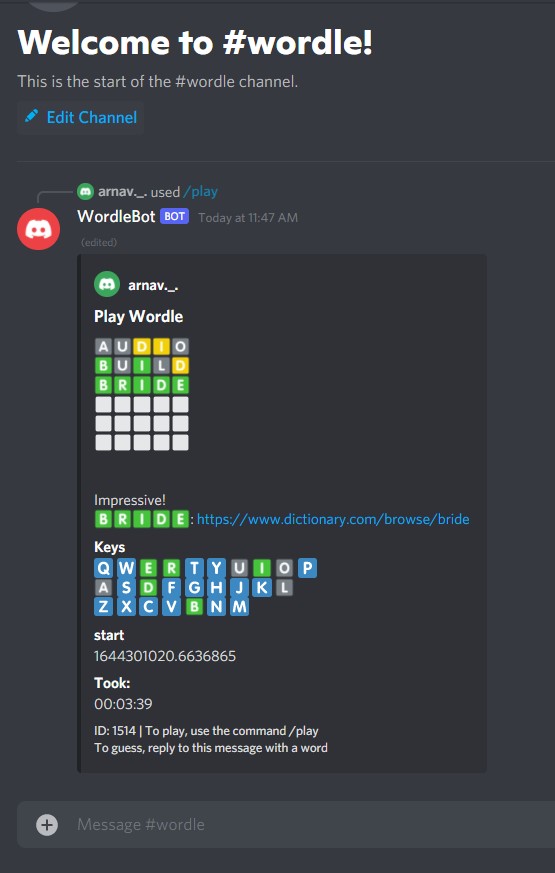 Welcome to #wordle!
This is the start of the #wordle channel.
Edit Channel
arnav._. used /play
WordleBot BOT Today at 11:47 AM
(edited)
arnav._.
Play Wordle
A U D I O
B U I L D
B R I D E
Impressive!
B R I D E : https://www.dictionary.com/browse/bride
Keys
Q W E R T Y U I O P
A S D F G H J K L
Z X C V B N M
start
1644301020.6636865
Took:
00:03:39
ID: 1514 | To play, use the command /play
To guess, reply to this message with a word
Message #wordle